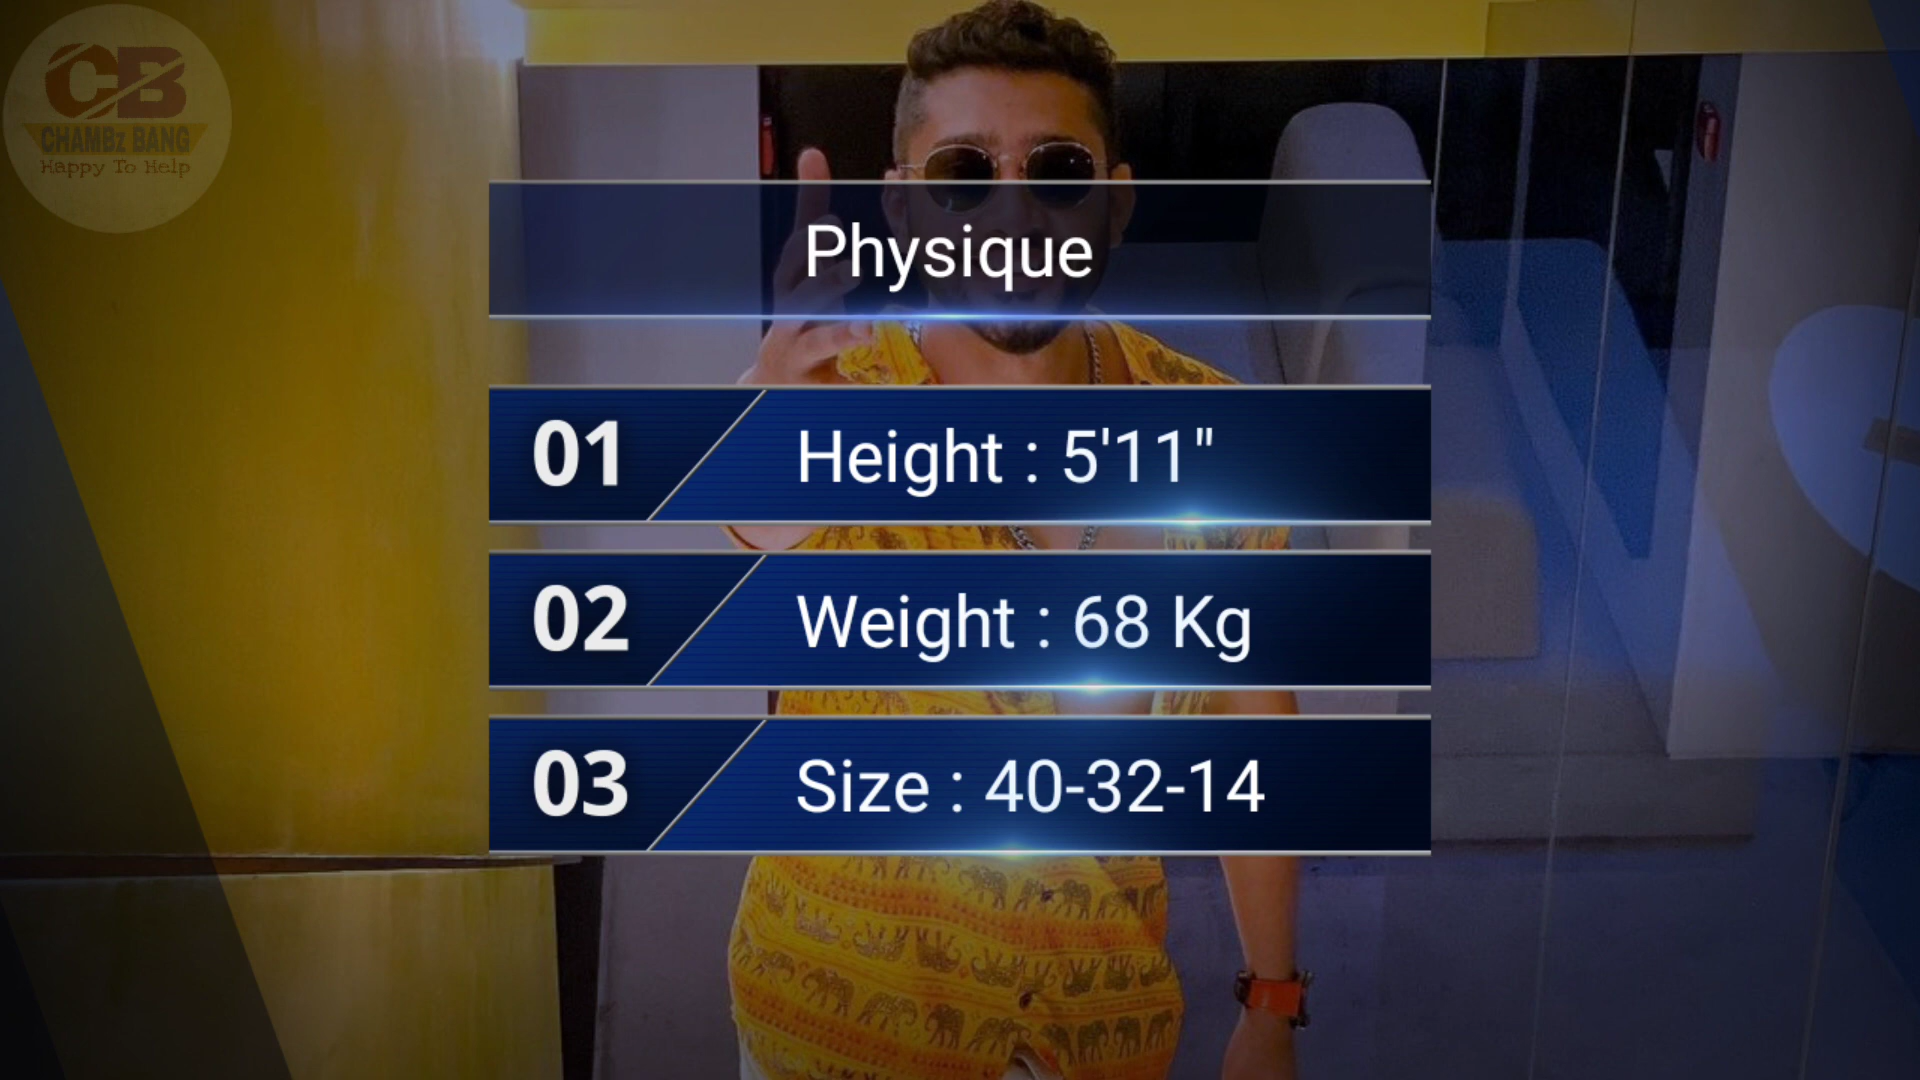 CB
CHAMBz BANG
Happy To Help
Physique
01 Height : 5'11"
02 Weight : 68 Kg
03 Size : 40-32-14